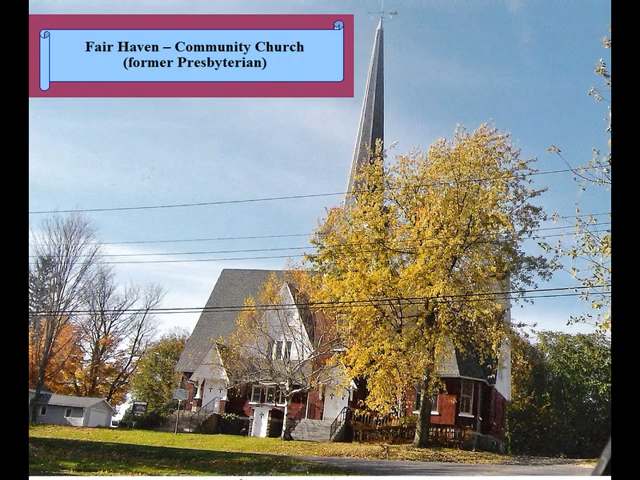 Fair Haven – Community Church
(former Presbyterian)